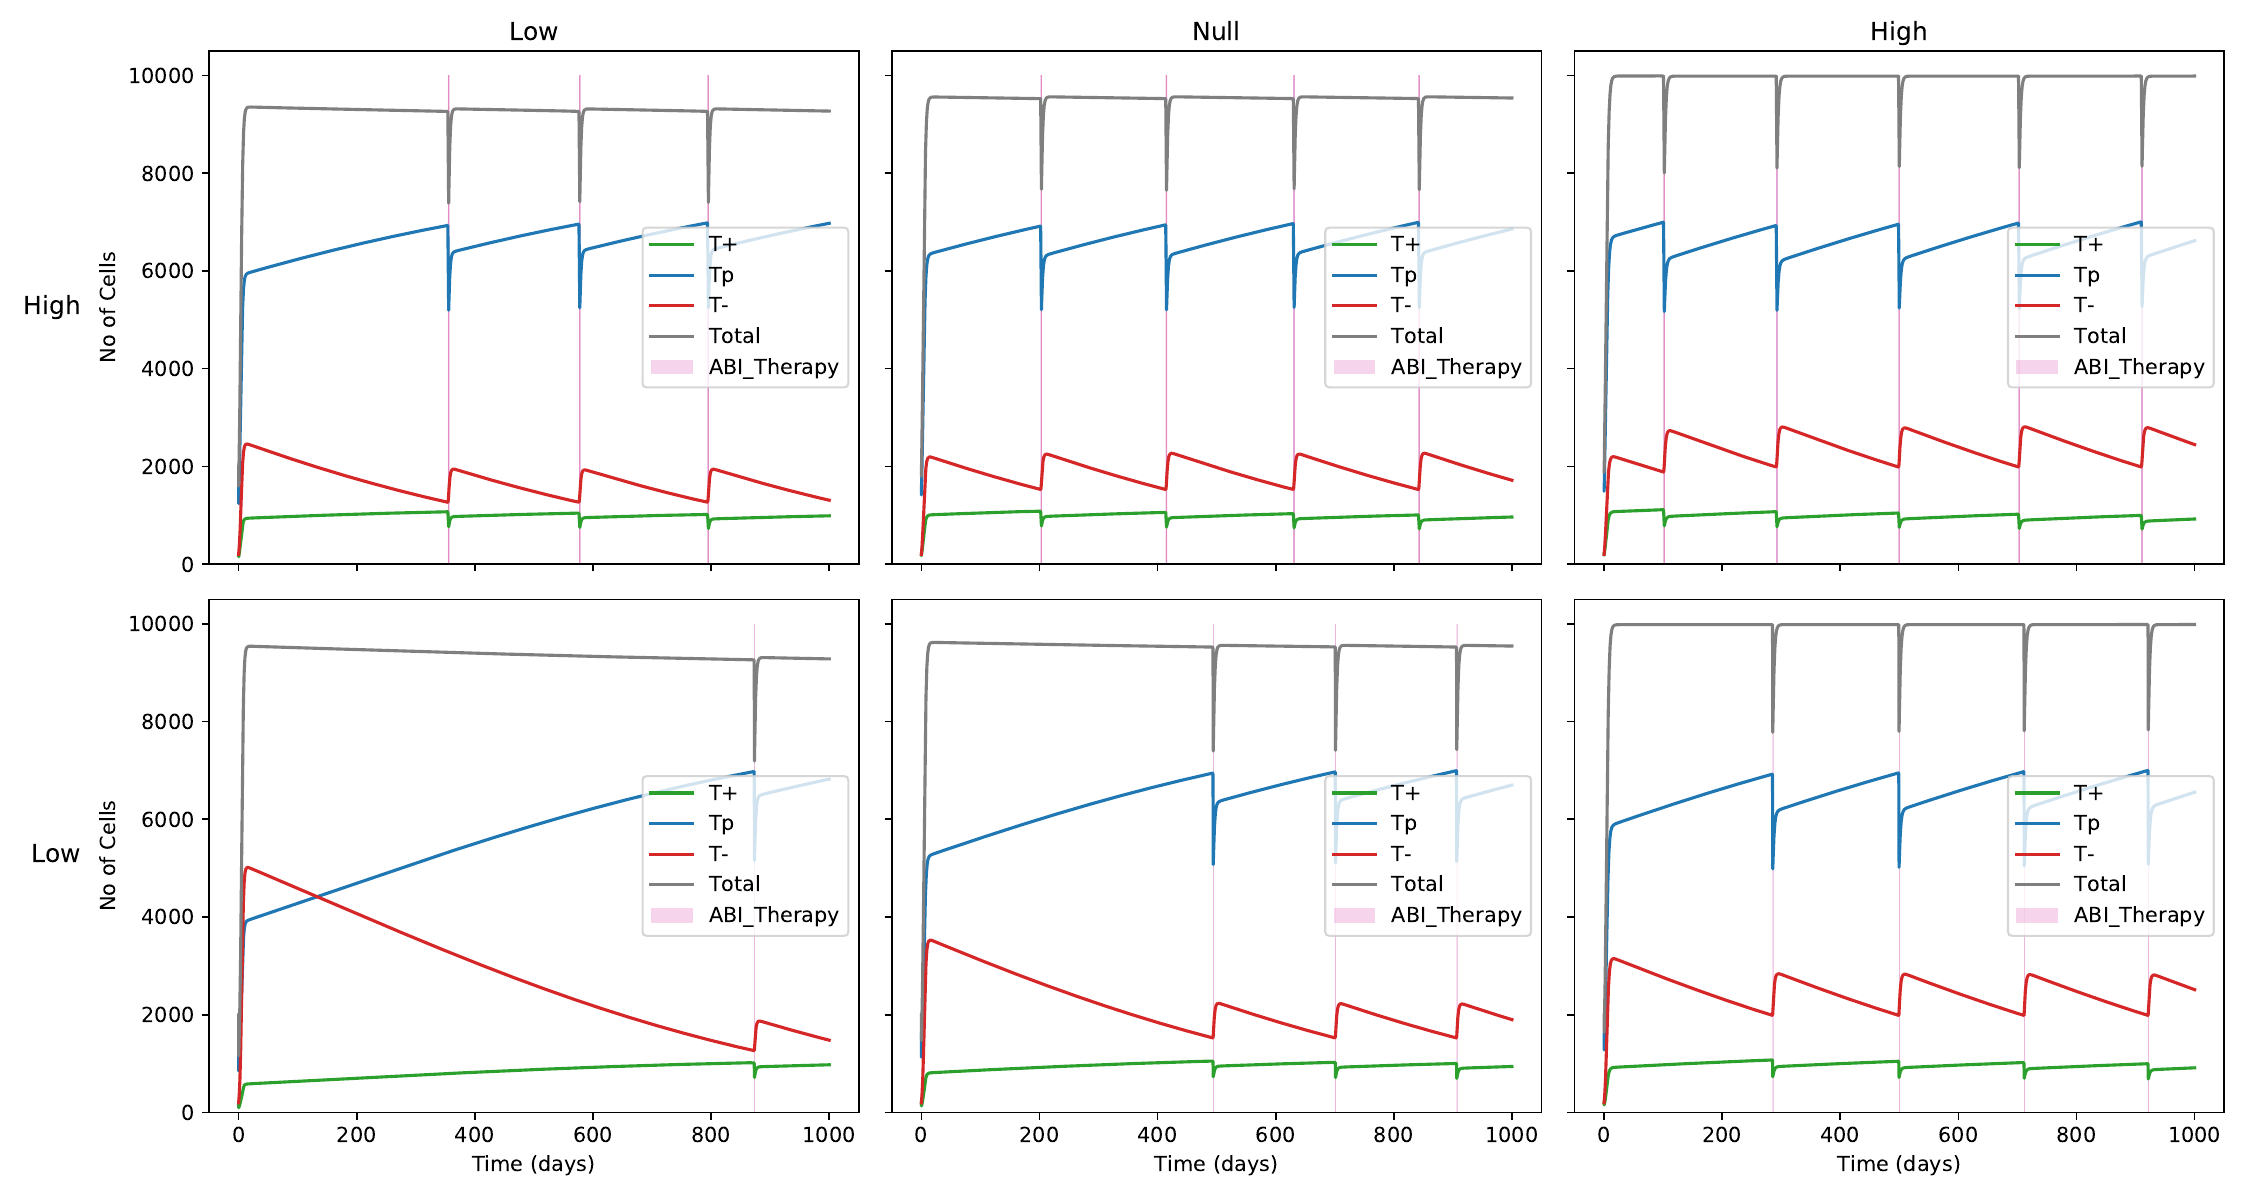 Low Null High
High
No of Cells
10000
8000
6000
4000
2000
0
T+
Tp
T-
Total
ABI_Therapy
T+
Tp
T-
Total
ABI_Therapy
T+
Tp
T-
Total
ABI_Therapy
Low
No of Cells
10000
8000
6000
4000
2000
0
T+
Tp
T-
Total
ABI_Therapy
T+
Tp
T-
Total
ABI_Therapy
T+
Tp
T-
Total
ABI_Therapy
0 200 400 600 800 1000
0 200 400 600 800 1000
0 200 400 600 800 1000
Time (days)
Time (days)
Time (days)